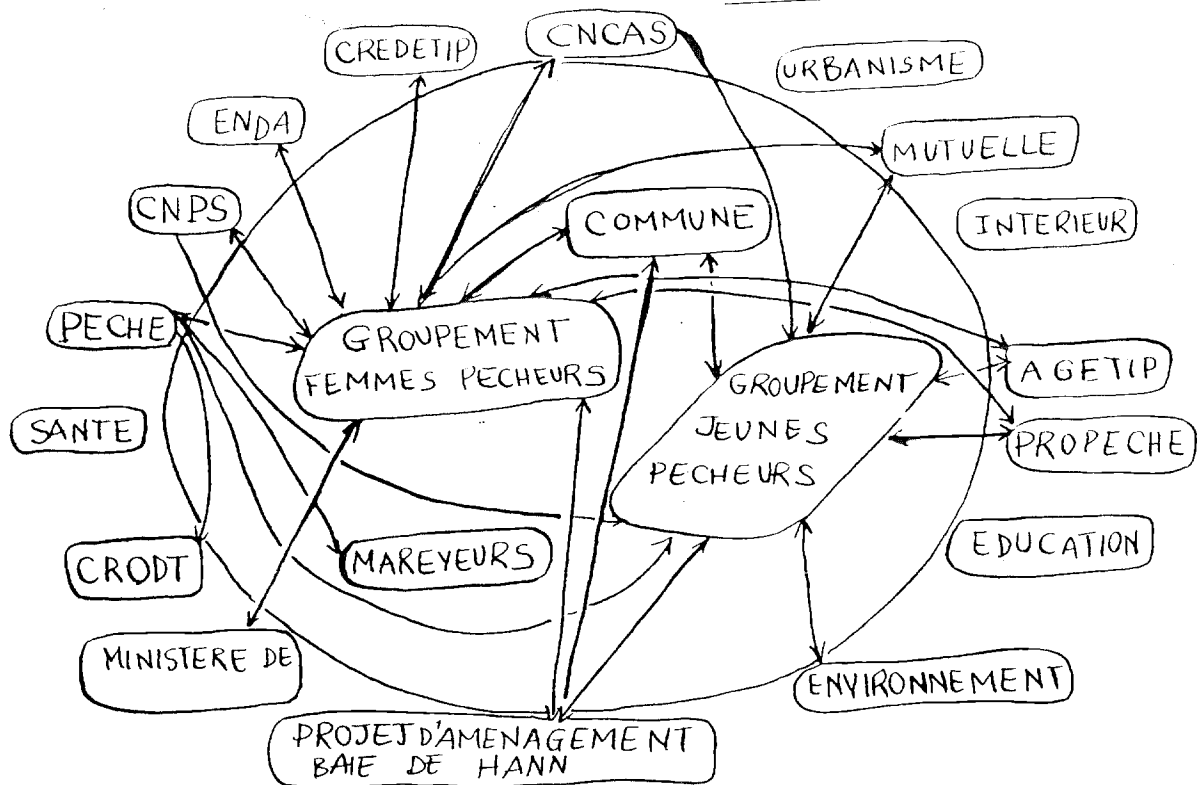 CNCAS
CREDETIP
URBANISME
ENDA
MUTUELLE
CNPS
COMMUNE
INTERIEUR
PECHE
GROUPEMENT
FEMMES PECHEURS
AGETIP
GROUPEMENT
JEUNES
PECHEURS
SANTE
PROPECHE
CRODT
MAREYEURS
EDUCATION
MINISTERE DE
ENVIRONNEMENT
PROJET D'AMENAGEMENT
BAIE DE HANN